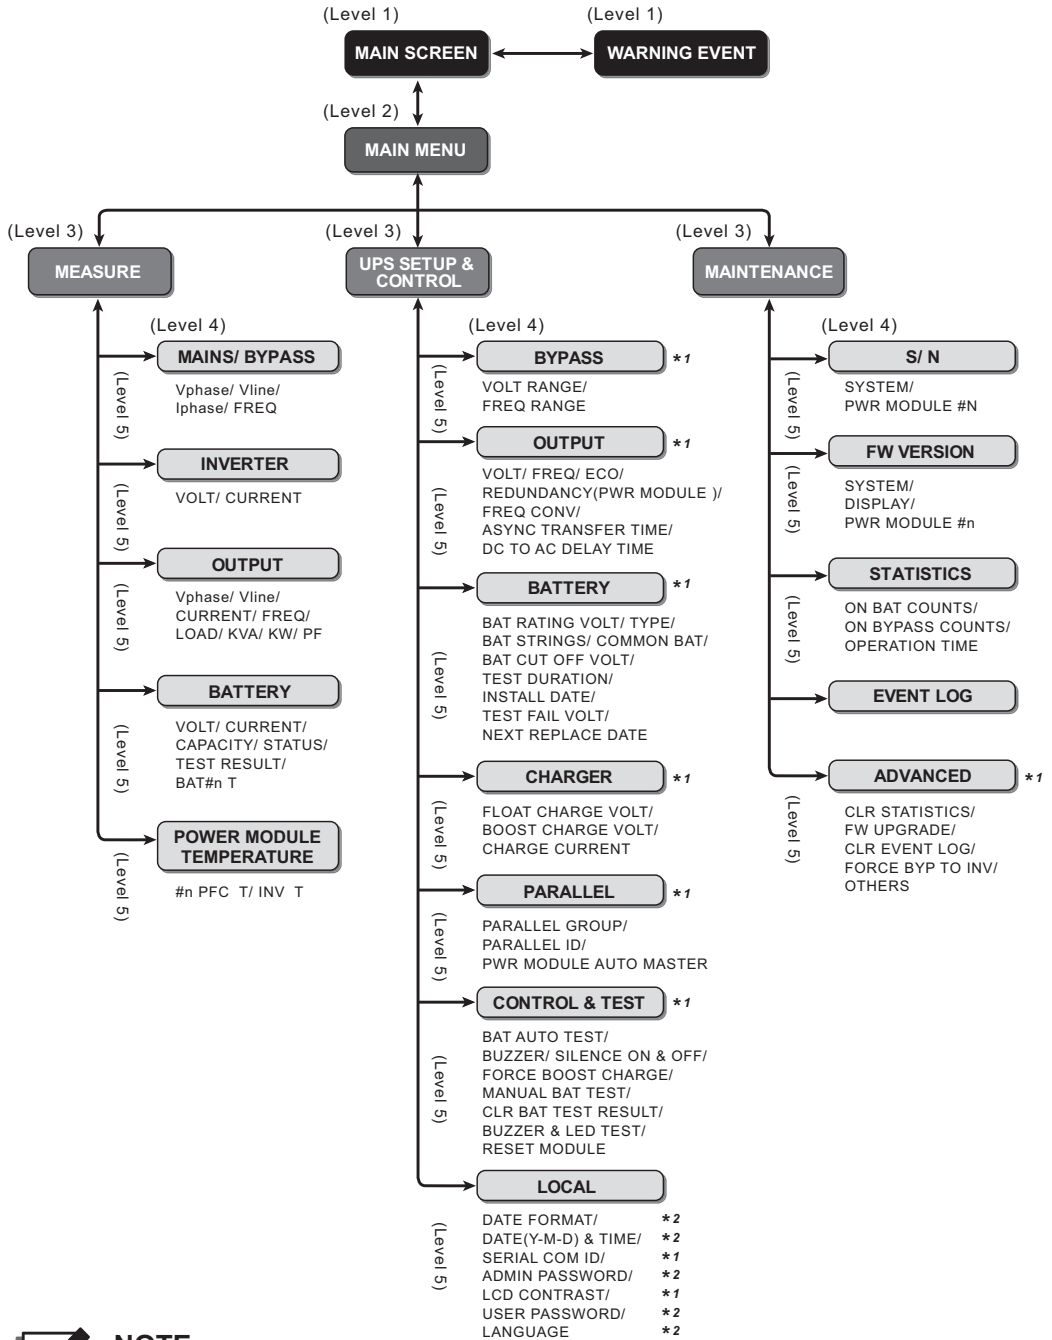 (Level 1)
(Level 1)
MAIN SCREEN
WARNING EVENT
(Level 2)
MAIN MENU
(Level 3)
(Level 3)
(Level 3)
MEASURE
UPS SETUP &
CONTROL
MAINTENANCE
(Level 4)
MAINS/ BYPASS
(Level 5)
Vphase/ Vline/
Iphase/ FREQ
INVERTER
(Level 5)
VOLT/ CURRENT
OUTPUT
(Level 5)
Vphase/ Vline/
CURRENT/ FREQ/
LOAD/ KVA/ KW/ PF
BATTERY
(Level 5)
VOLT/ CURRENT/
CAPACITY/ STATUS/
TEST RESULT/
BAT#n T
POWER MODULE
TEMPERATURE
(Level 5)
#n PFC T/ INV T
(Level 4)
BYPASS *1
(Level 5)
VOLT RANGE/
FREQ RANGE
OUTPUT *1
(Level 5)
VOLT/ FREQ/ ECO/
REDUNDANCY(PWR MODULE )/
FREQ CONV/
ASYNC TRANSFER TIME/
DC TO AC DELAY TIME
BATTERY *1
(Level 5)
BAT RATING VOLT/ TYPE/
BAT STRINGS/ COMMON BAT/
BAT CUT OFF VOLT/
TEST DURATION/
INSTALL DATE/
TEST FAIL VOLT/
NEXT REPLACE DATE
CHARGER *1
(Level 5)
FLOAT CHARGE VOLT/
BOOST CHARGE VOLT/
CHARGE CURRENT
PARALLEL *1
(Level 5)
PARALLEL GROUP/
PARALLEL ID/
PWR MODULE AUTO MASTER
CONTROL & TEST *1
(Level 5)
BAT AUTO TEST/
BUZZER/ SILENCE ON & OFF/
FORCE BOOST CHARGE/
MANUAL BAT TEST/
CLR BAT TEST RESULT/
BUZZER & LED TEST/
RESET MODULE
LOCAL
(Level 5)
DATE FORMAT/ *2
DATE(Y-M-D) & TIME/ *2
SERIAL COM ID/ *1
ADMIN PASSWORD/ *2
LCD CONTRAST/ *1
USER PASSWORD/ *2
LANGUAGE *2
(Level 4)
S/ N
(Level 5)
SYSTEM/
PWR MODULE #N
FW VERSION
(Level 5)
SYSTEM/
DISPLAY/
PWR MODULE #n
STATISTICS
(Level 5)
ON BAT COUNTS/
ON BYPASS COUNTS/
OPERATION TIME
EVENT LOG
ADVANCED *1
(Level 5)
CLR STATISTICS/
FW UPGRADE/
CLR EVENT LOG/
FORCE BYP TO INV/
OTHERS
NOTE